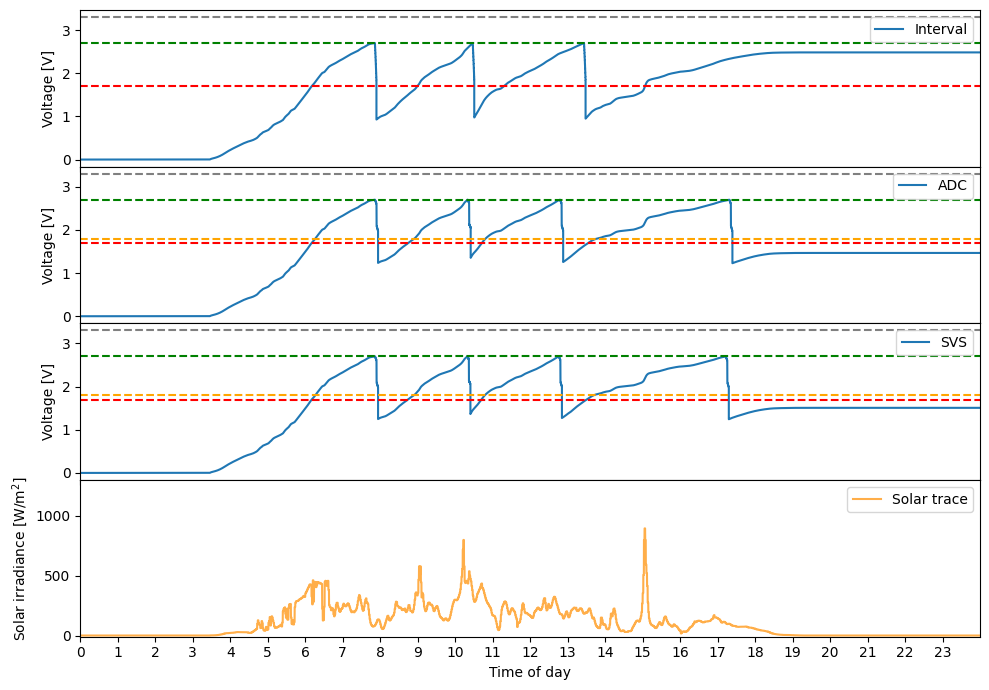 Voltage [V]
3
2
1
0
Interval
Voltage [V]
3
2
1
0
ADC
Voltage [V]
3
2
1
0
SVS
Solar irradiance [W/m²]
1000
500
0
Solar trace
0 1 2 3 4 5 6 7 8 9 10 11 12 13 14 15 16 17 18 19 20 21 22 23
Time of day